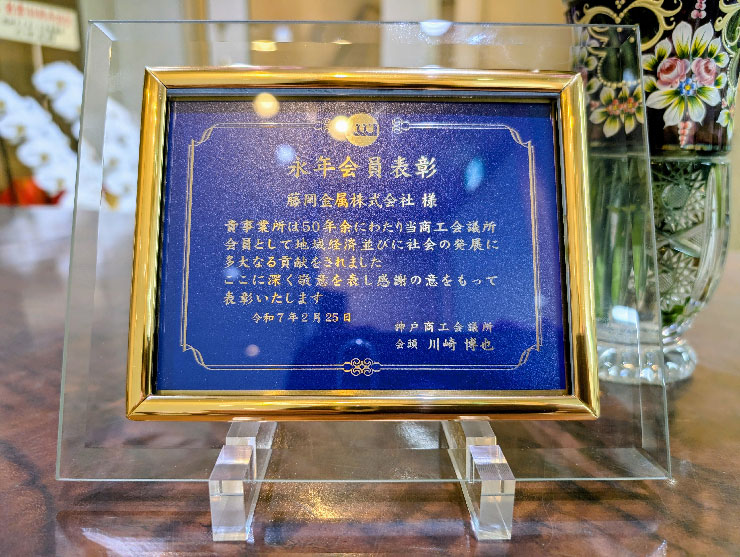 永年会員表彰
藤岡金属株式会社 様
貴事業所は50年余にわたり当商工会議所
会員として地域経済並びに社会の発展に
多大なる貢献をされました
ここに深く敬意を表し感謝の意をもって
表彰いたします
令和7年2月25日
神戸商工会議所
会頭 川崎 博也